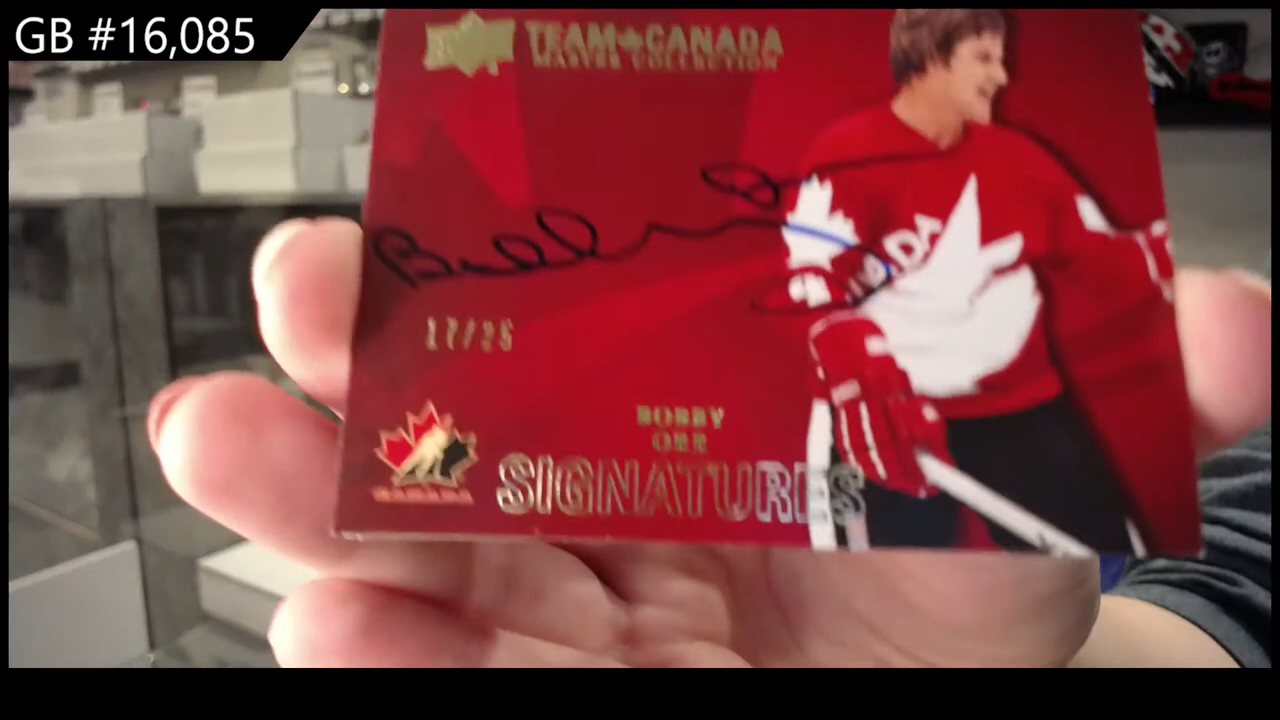 GB #16,085
TEAM CANADA
MASTER COLLECTION
17/25
BOBBY
ORR
SIGNATURES
CANADA